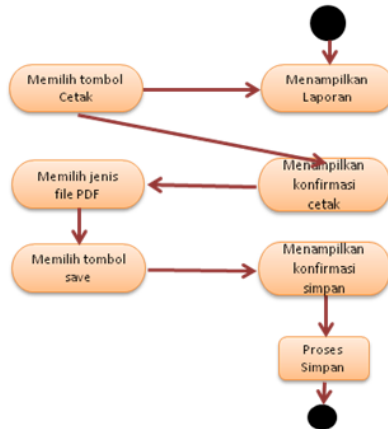 Memilih tombol
Cetak
Menampilkan
Laporan
Menampilkan
konfirmasi
cetak
Memilih jenis
file PDF
Memilih tombol
save
Menampilkan
konfirmasi
simpan
Proses
Simpan